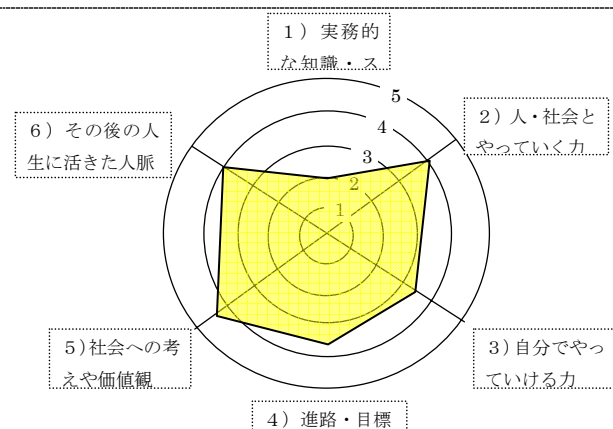 1）実務的
な知識・ス
5
4
3
2
1
2）人・社会と
やっていく力
6）その後の人
生に活きた人脈
5）社会への考
えや価値観
3）自分でやっ
ていける力
4）進路・目標